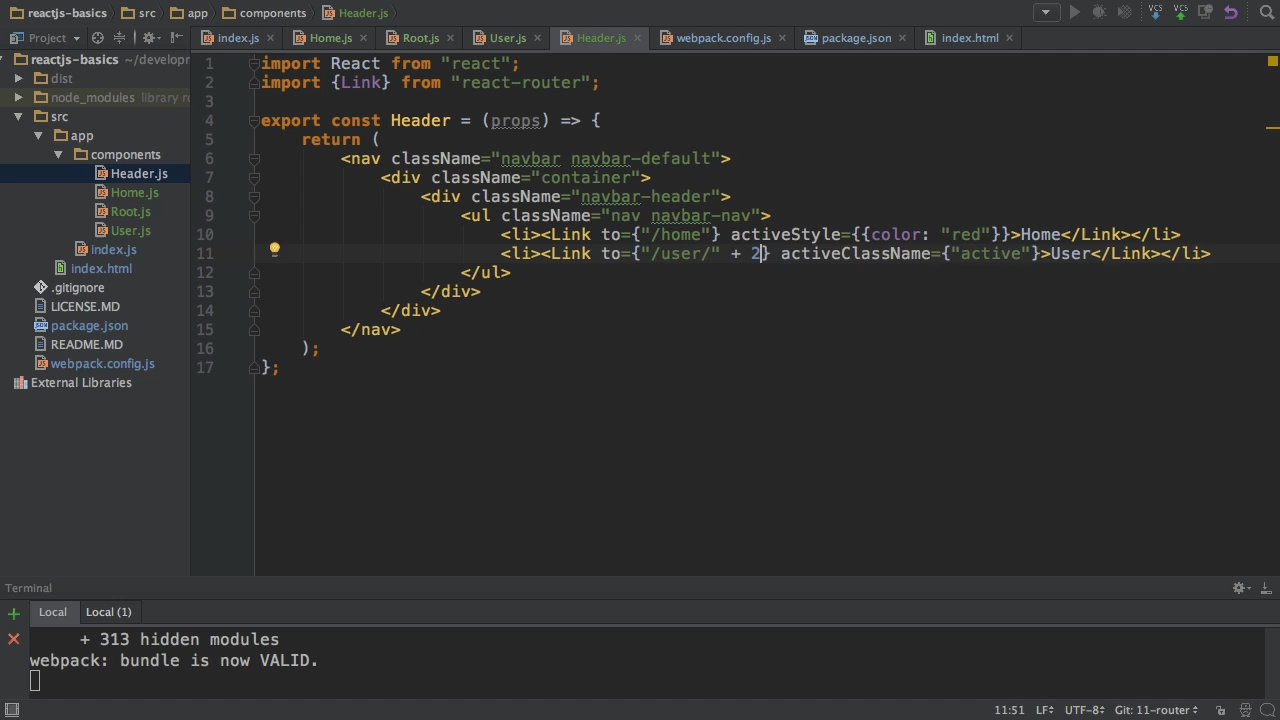 reactjs-basics src app components Header.js
Project index.js Home.js Root.js User.js Header.js webpack.config.js package.json index.html
reactjs-basics ~/developm
dist
node_modules library ro
src
app
components
Header.js
Home.js
Root.js
User.js
index.js
index.html
.gitignore
LICENSE.MD
package.json
README.MD
webpack.config.js
External Libraries
1 import React from "react";
2 import {Link} from "react-router";
3
4 export const Header = (props) => {
5 return (
6 <nav className="navbar navbar-default">
7 <div className="container">
8 <div className="navbar-header">
9 <ul className="nav navbar-nav">
10 <li><Link to={"/home"} activeStyle={{color: "red"}}>Home</Link></li>
11 <li><Link to={"/user/" + 2} activeClassName={"active"}>User</Link></li>
12 </ul>
13 </div>
14 </div>
15 </nav>
16 );
17 };
Terminal
Local Local (1)
+ 313 hidden modules
webpack: bundle is now VALID.
11:51 LF UTF-8 Git: 11-router
VCS VCS